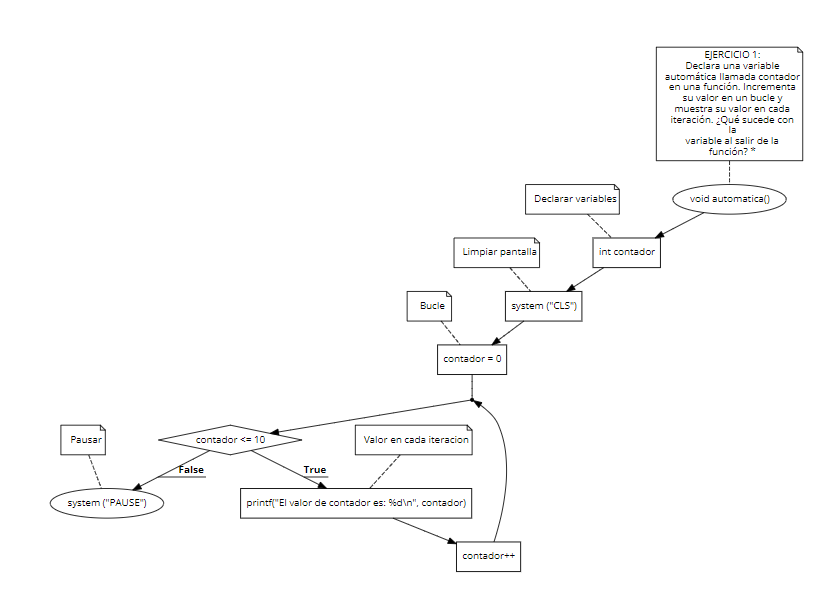 EJERCICIO 1:
Declara una variable
automática llamada contador
en una función. Incrementa
su valor en un bucle y
muestra su valor en cada
iteración. ¿Qué sucede con
la
variable al salir de la
función? *
void automatica()
Declarar variables
int contador
Limpiar pantalla
system ("CLS")
Bucle
contador = 0
contador <= 10
Pausar
Valor en cada iteracion
False
True
system ("PAUSE")
printf("El valor de contador es: %d\n", contador)
contador++